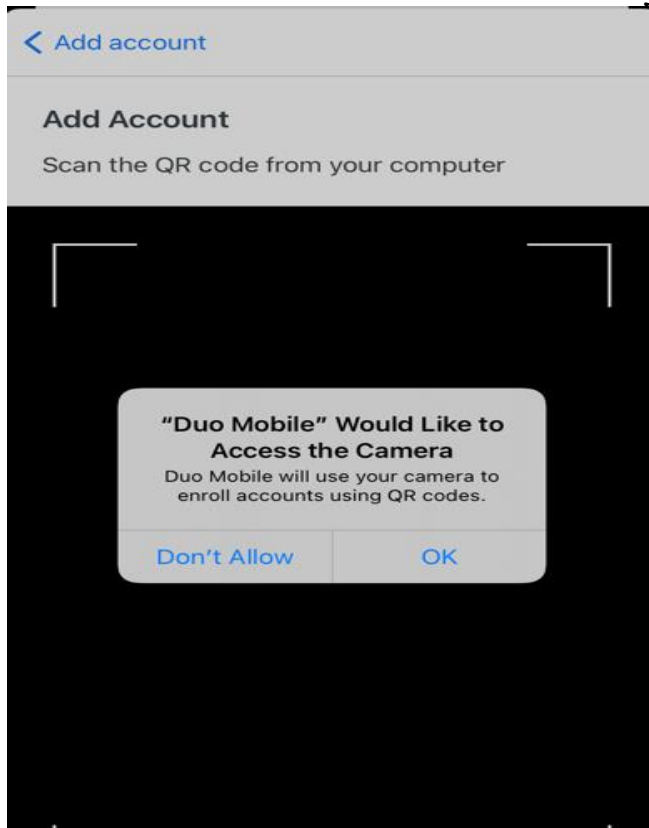 Add account
Add Account
Scan the QR code from your computer
“Duo Mobile” Would Like to
Access the Camera
Duo Mobile will use your camera to
enroll accounts using QR codes.
Don’t Allow
OK